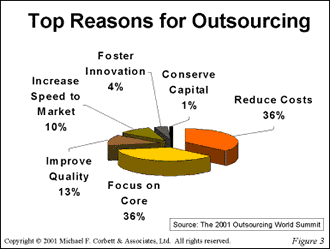 Top Reasons for Outsourcing
Foster
Innovation
4%
Conserve
Capital
1%
Increase
Speed to
Market
10%
Reduce Costs
36%
Improve
Quality
13%
Focus on
Core
36%
Source: The 2001 Outsourcing World Summit
Copyright © 2001 Michael F. Corbett & Associates, Ltd. All rights reserved.
Figure 3